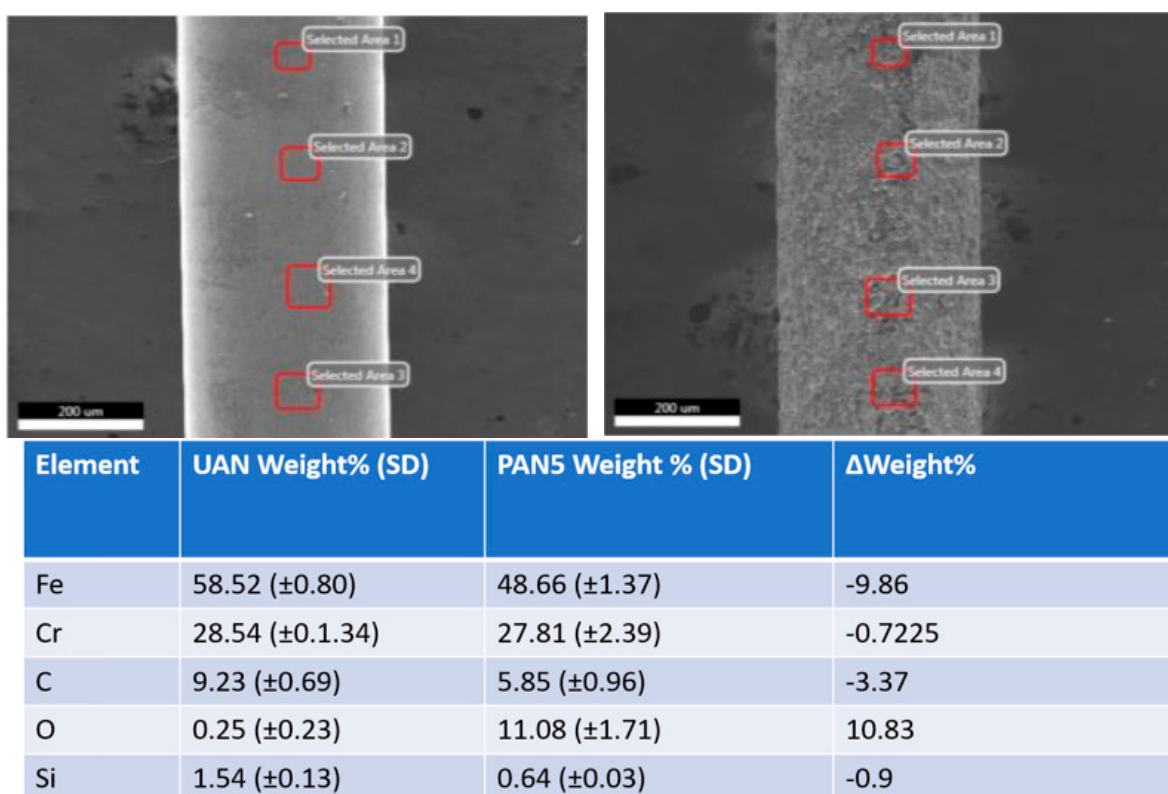 Selected Area 1
Selected Area 2
Selected Area 4
Selected Area 3
200 um
Selected Area 1
Selected Area 2
Selected Area 3
Selected Area 4
200 um
Element UAN Weight% (SD) PAN5 Weight % (SD) ΔWeight%
Fe 58.52 (±0.80) 48.66 (±1.37) -9.86
Cr 28.54 (±0.1.34) 27.81 (±2.39) -0.7225
C 9.23 (±0.69) 5.85 (±0.96) -3.37
O 0.25 (±0.23) 11.08 (±1.71) 10.83
Si 1.54 (±0.13) 0.64 (±0.03) -0.9